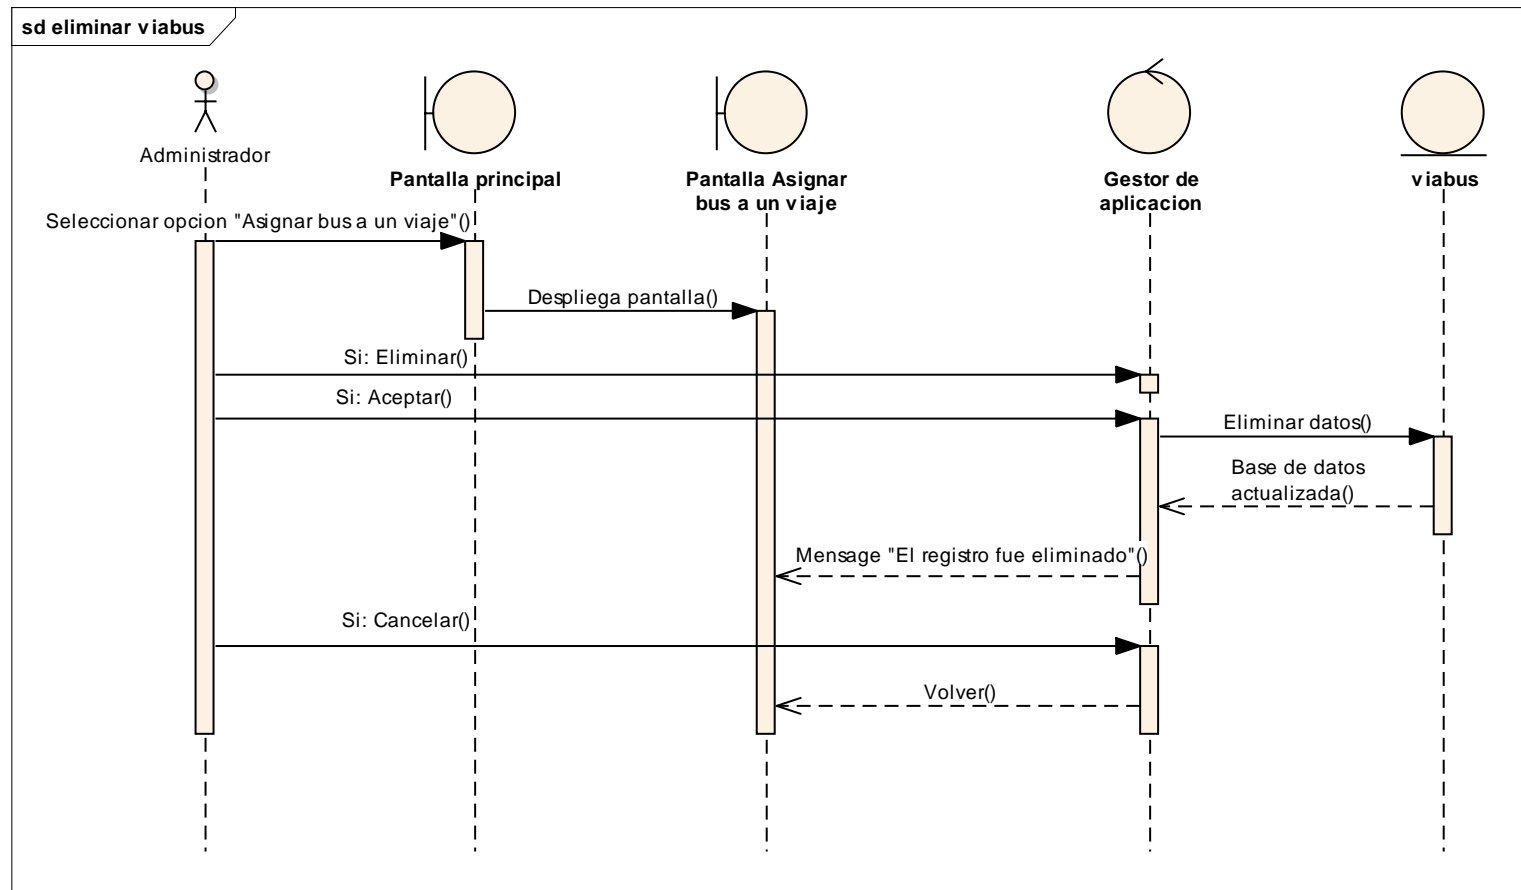 sd eliminar viabus
Administrador
Pantalla principal
Pantalla Asignar
bus a un viaje
Gestor de
aplicacion
viabus
Seleccionar opcion "Asignar bus a un viaje"()
Despliega pantalla()
Si: Eliminar()
Si: Aceptar()
Eliminar datos()
Base de datos
actualizada()
Mensage "El registro fue eliminado"()
Si: Cancelar()
Volver()